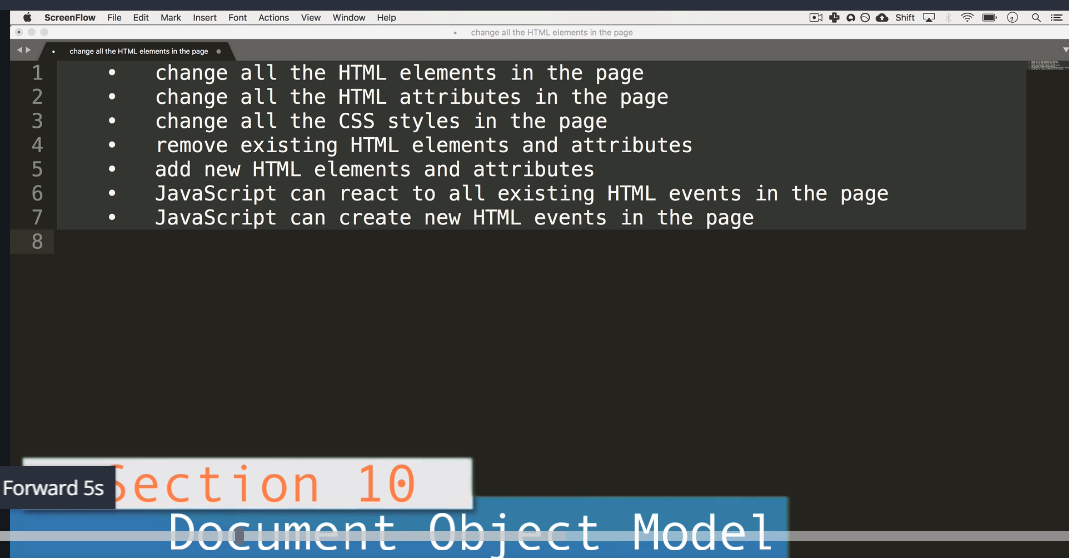 ScreenFlow File Edit Mark Insert Font Actions View Window Help Shift
change all the HTML elements in the page
change all the HTML elements in the page
1 • change all the HTML elements in the page
2 • change all the HTML attributes in the page
3 • change all the CSS styles in the page
4 • remove existing HTML elements and attributes
5 • add new HTML elements and attributes
6 • JavaScript can react to all existing HTML events in the page
7 • JavaScript can create new HTML events in the page
8
Section 10
Forward 5s
Document Object Model